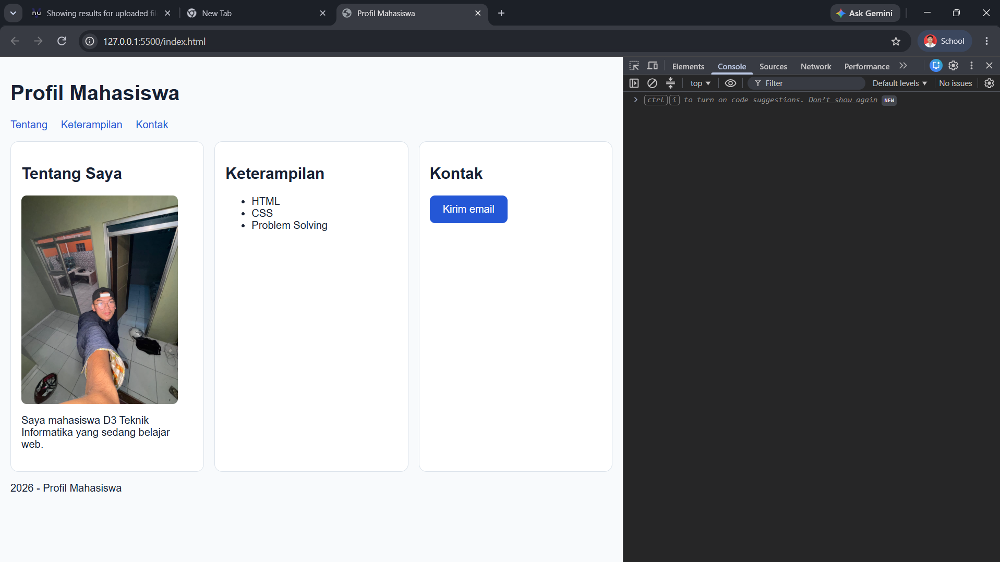 Showing results for uploaded fi
New Tab
Profil Mahasiswa
Ask Gemini
127.0.0.1:5500/index.html
School
Profil Mahasiswa
Tentang Keterampilan Kontak
Tentang Saya
Saya mahasiswa D3 Teknik
Informatika yang sedang belajar
web.
Keterampilan
HTML
CSS
Problem Solving
Kontak
Kirim email
2026 - Profil Mahasiswa
Elements Console Sources Network Performance
top Filter Default levels No issues
ctrl i to turn on code suggestions. Don't show again NEW